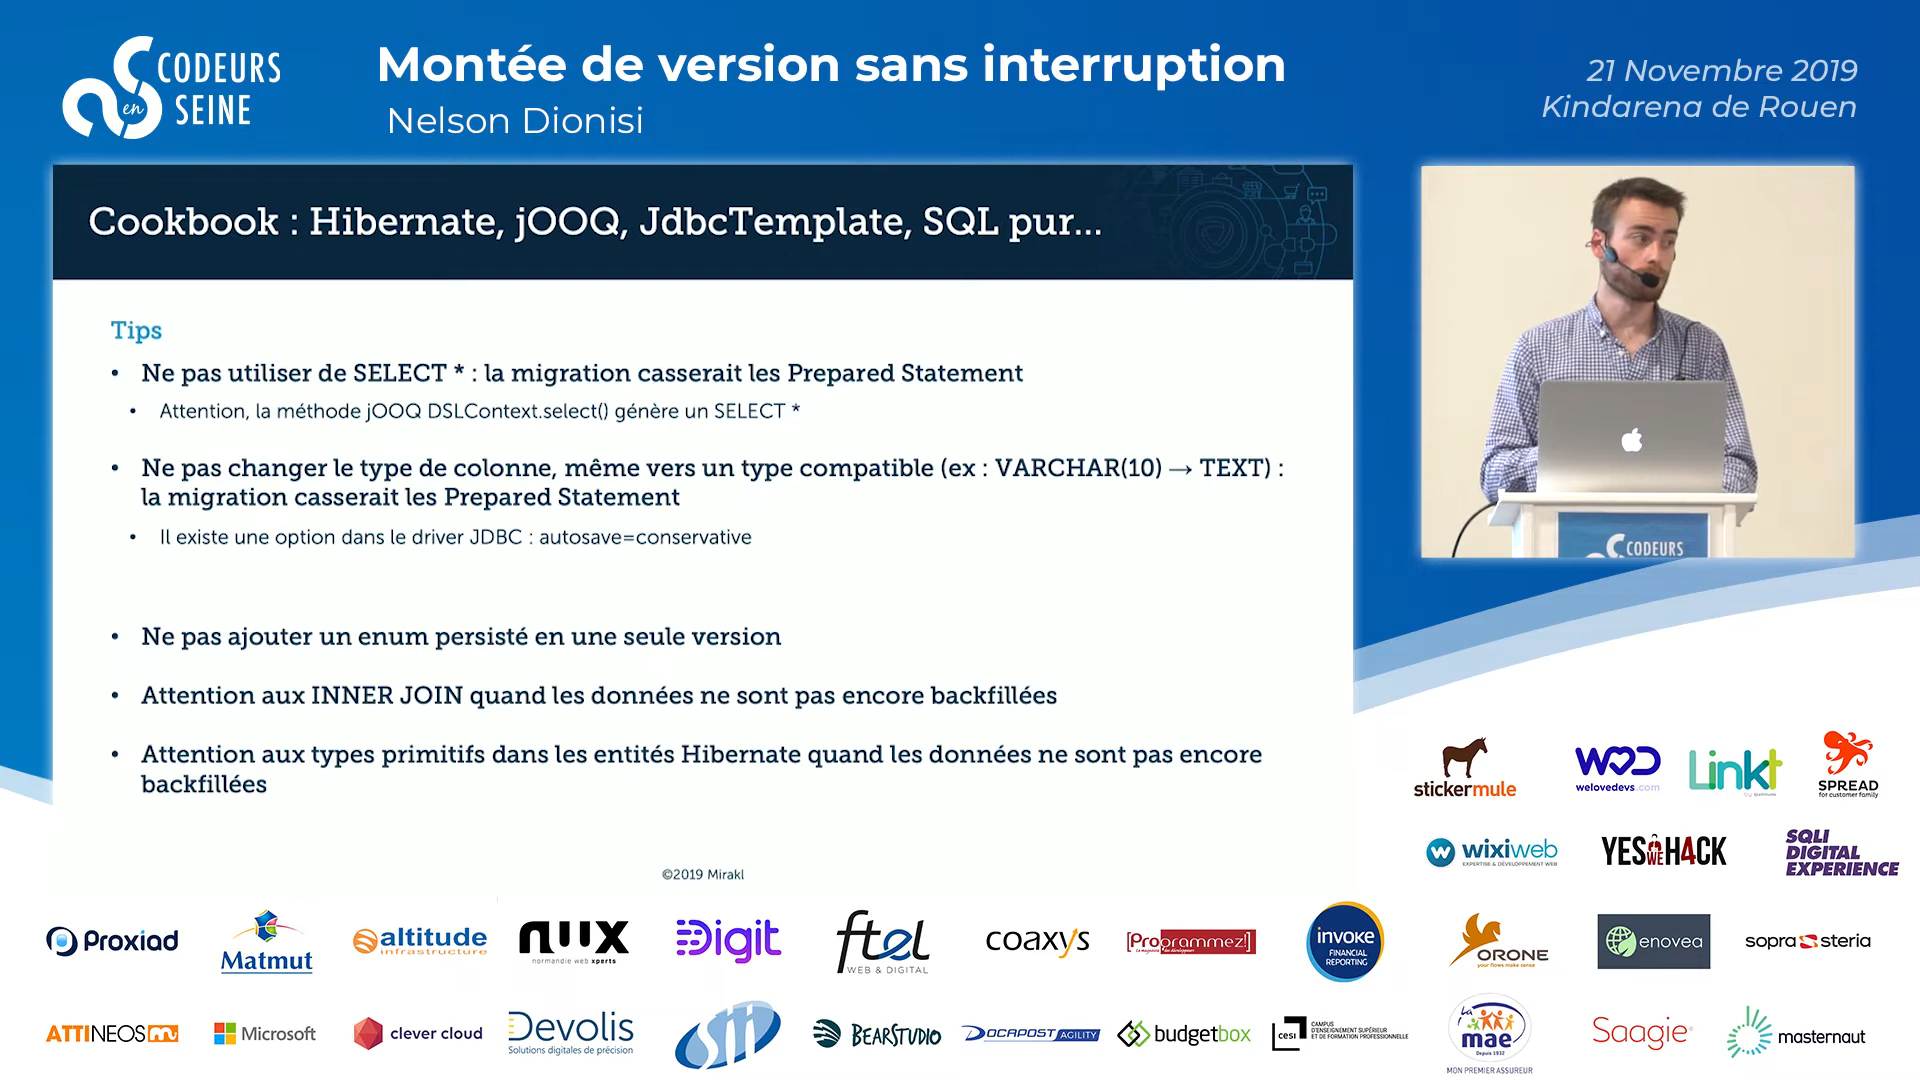 CODEURS
en
SEINE
Montée de version sans interruption
Nelson Dionisi
21 Novembre 2019
Kindarena de Rouen
Cookbook : Hibernate, jOOQ, JdbcTemplate, SQL pur...
Tips
• Ne pas utiliser de SELECT * : la migration casserait les Prepared Statement
• Attention, la méthode jOOQ DSLContext.select() génère un SELECT *
• Ne pas changer le type de colonne, même vers un type compatible (ex : VARCHAR(10) → TEXT) :
la migration casserait les Prepared Statement
• Il existe une option dans le driver JDBC : autosave=conservative
• Ne pas ajouter un enum persisté en une seule version
• Attention aux INNER JOIN quand les données ne sont pas encore backfillées
• Attention aux types primitifs dans les entités Hibernate quand les données ne sont pas encore
backfillées
©2019 Mirakl
CODEURS
stickermule
WD
welovedevs.com
Linkt
SPREAD
for customer family
wixiweb
EXPERTISE & DÉVELOPPEMENT WEB
YES WE H4CK
SQLI
DIGITAL
EXPERIENCE
Proxiad
Matmut
altitude
infrastructure
nwx
normandie web xperts
Digit
ftel
WEB & DIGITAL
coaxys
[Programmez!]
invoke
FINANCIAL
REPORTING
ORONE
your flows make sense
enovea
sopra steria
ATTINEOS
Microsoft
clever cloud
Devolis
Solutions digitales de précision
Sii
BEARSTUDIO
DOCAPOST AGILITY
budgetbox
cesi
CAMPUS
D'ENSEIGNEMENT SUPÉRIEUR
ET DE FORMATION PROFESSIONNELLE
La
mae
Depuis 1932
MON PREMIER ASSUREUR
Saagie
masternaut